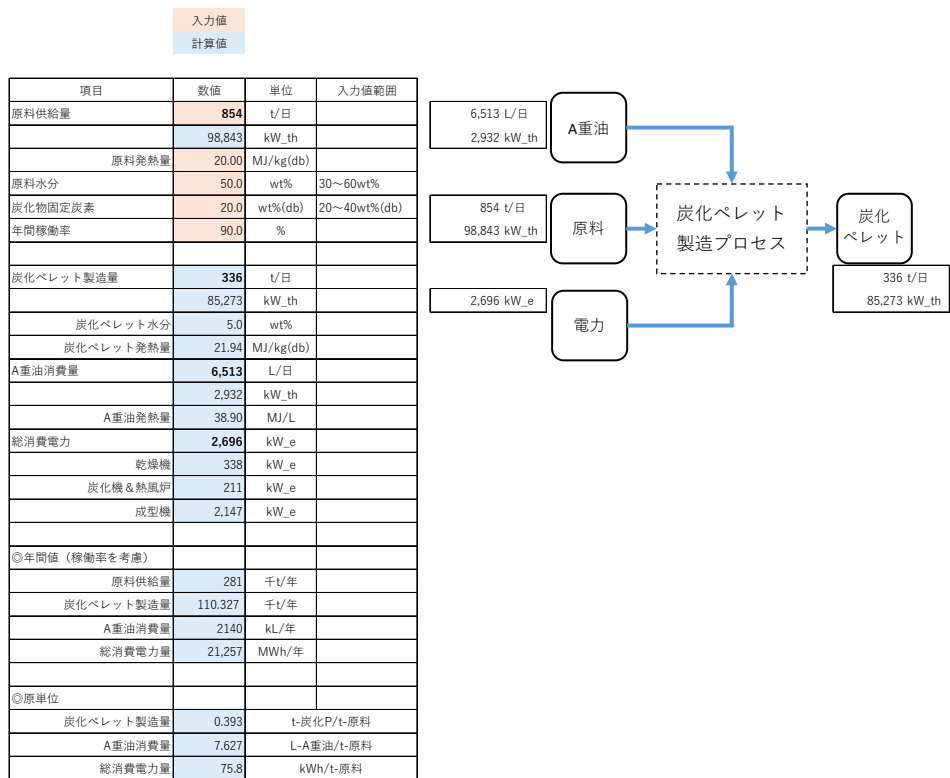 入力値
計算値
項目 数値 単位 入力値範囲
原料供給量 854 t/日
98,843 kW_th
原料発熱量 20.00 MJ/kg(db)
原料水分 50.0 wt% 30～60wt%
炭化物固定炭素 20.0 wt%(db) 20～40wt%(db)
年間稼働率 90.0 %
炭化ペレット製造量 336 t/日
85,273 kW_th
炭化ペレット水分 5.0 wt%
炭化ペレット発熱量 21.94 MJ/kg(db)
A重油消費量 6,513 L/日
2,932 kW_th
A重油発熱量 38.90 MJ/L
総消費電力 2,696 kW_e
乾燥機 338 kW_e
炭化機＆熱風炉 211 kW_e
成型機 2,147 kW_e
◎年間値（稼働率を考慮）
原料供給量 281 千t/年
炭化ペレット製造量 110.327 千t/年
A重油消費量 2140 kL/年
総消費電力量 21,257 MWh/年
◎原単位
炭化ペレット製造量 0.393 t-炭化P/t-原料
A重油消費量 7.627 L-A重油/t-原料
総消費電力量 75.8 kWh/t-原料
6,513 L/日
2,932 kW_th
A重油
854 t/日
98,843 kW_th
原料
2,696 kW_e
電力
炭化ペレット
製造プロセス
炭化
ペレット
336 t/日
85,273 kW_th